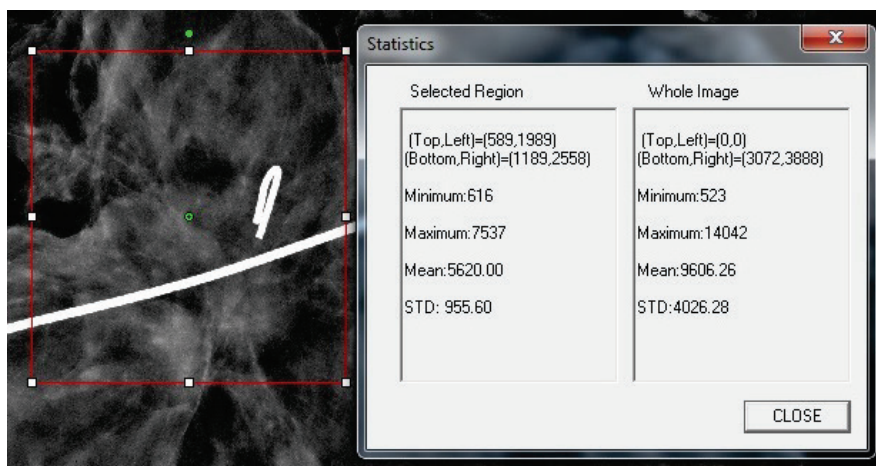 Statistics
Selected Region
Whole Image
(Top,Left)=(589,1989)
(Bottom,Right)=(1189,2558)
Minimum:616
Maximum:7537
Mean:5620.00
STD: 955.60
(Top,Left)=(0,0)
(Bottom,Right)=(3072,3888)
Minimum:523
Maximum:14042
Mean:9606.26
STD:4026.28
CLOSE